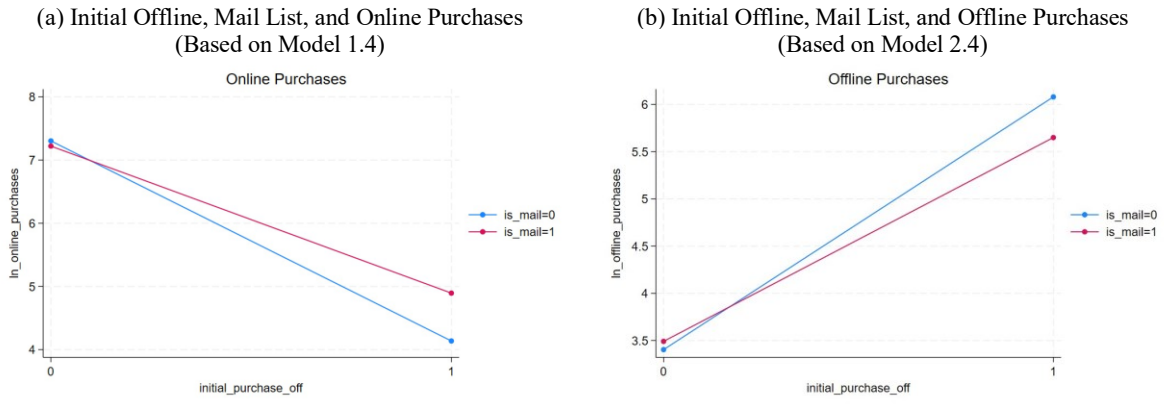 (a) Initial Offline, Mail List, and Online Purchases
(Based on Model 1.4)
Online Purchases
8
7
6
5
4
ln_online_purchases
0
1
initial_purchase_off
is_mail=0
is_mail=1
(b) Initial Offline, Mail List, and Offline Purchases
(Based on Model 2.4)
Offline Purchases
6
5.5
5
4.5
4
3.5
ln_offline_purchases
0
1
initial_purchase_off
is_mail=0
is_mail=1